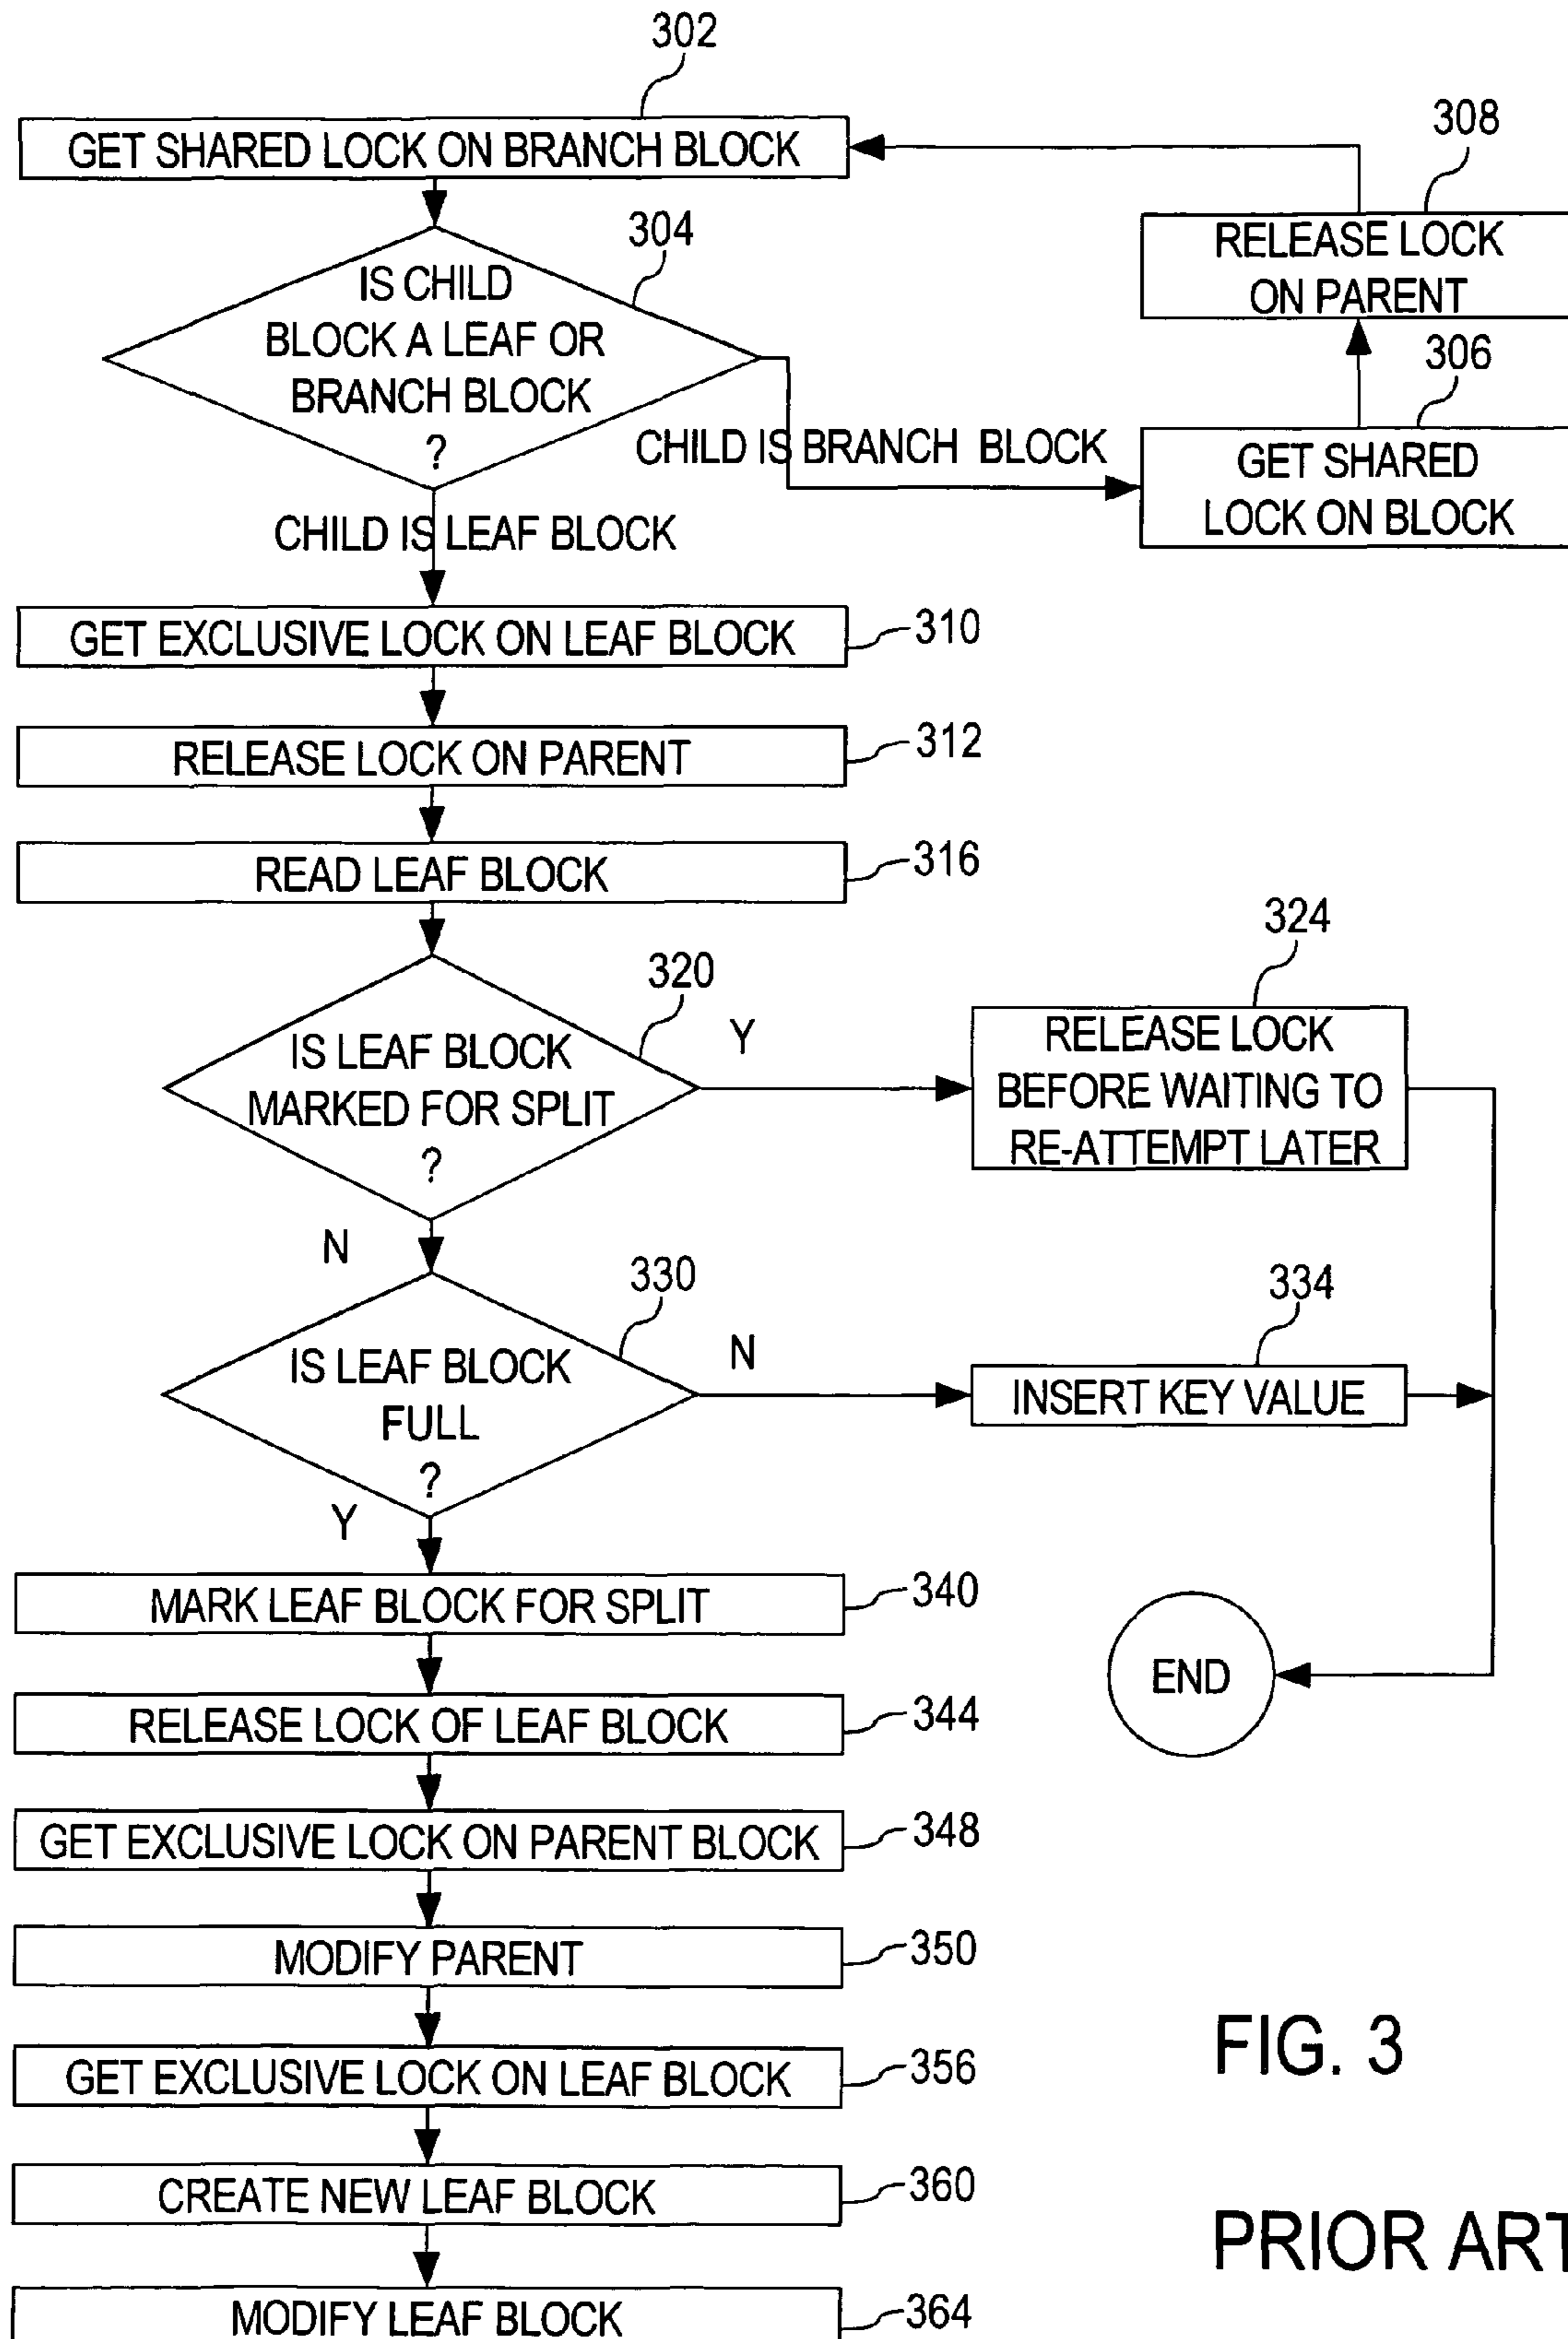 302
GET SHARED LOCK ON BRANCH BLOCK
308
RELEASE LOCK
ON PARENT
304
IS CHILD
BLOCK A LEAF OR
BRANCH BLOCK
?
306
GET SHARED
LOCK ON BLOCK
CHILD IS BRANCH BLOCK
CHILD IS LEAF BLOCK
GET EXCLUSIVE LOCK ON LEAF BLOCK
310
RELEASE LOCK ON PARENT
312
READ LEAF BLOCK
316
320
IS LEAF BLOCK
MARKED FOR SPLIT
?
Y
324
RELEASE LOCK
BEFORE WAITING TO
RE-ATTEMPT LATER
N
330
IS LEAF BLOCK
FULL
?
N
334
INSERT KEY VALUE
Y
MARK LEAF BLOCK FOR SPLIT
340
END
RELEASE LOCK OF LEAF BLOCK
344
GET EXCLUSIVE LOCK ON PARENT BLOCK
348
MODIFY PARENT
350
GET EXCLUSIVE LOCK ON LEAF BLOCK
356
CREATE NEW LEAF BLOCK
360
MODIFY LEAF BLOCK
364
FIG. 3
PRIOR ART